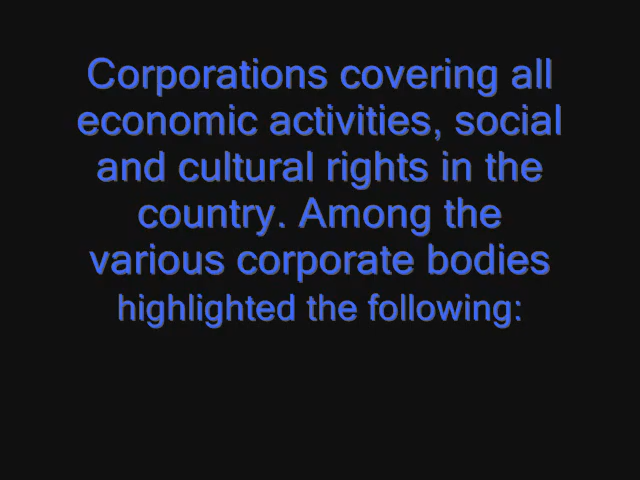 Corporations covering all
economic activities, social
and cultural rights in the
country. Among the
various corporate bodies
highlighted the following: